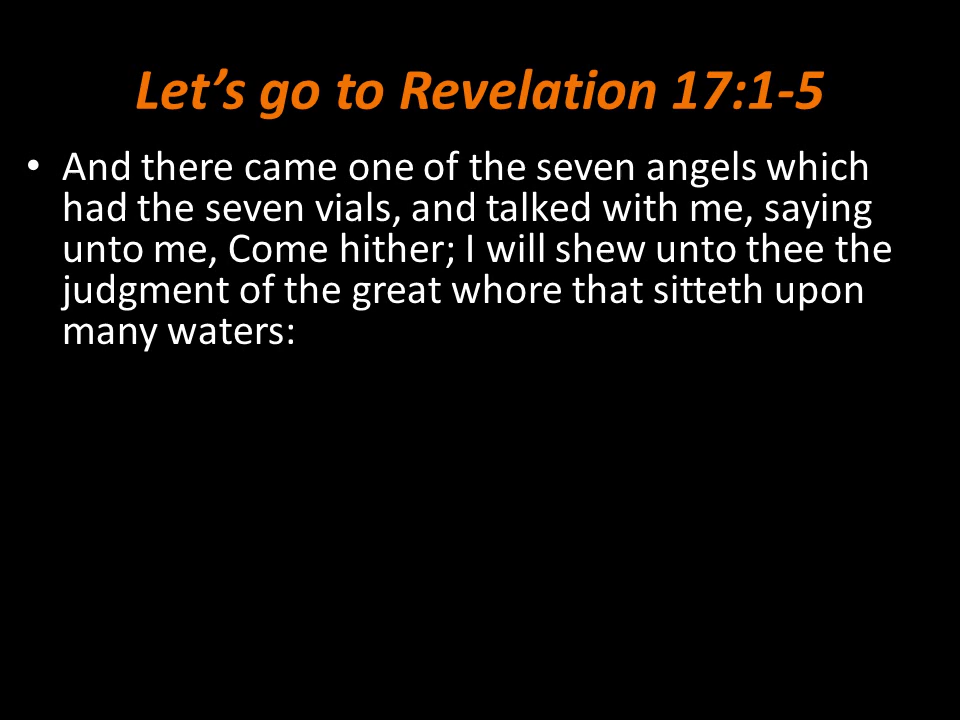 Let’s go to Revelation 17:1-5
• And there came one of the seven angels which
had the seven vials, and talked with me, saying
unto me, Come hither; I will shew unto thee the
judgment of the great whore that sitteth upon
many waters: